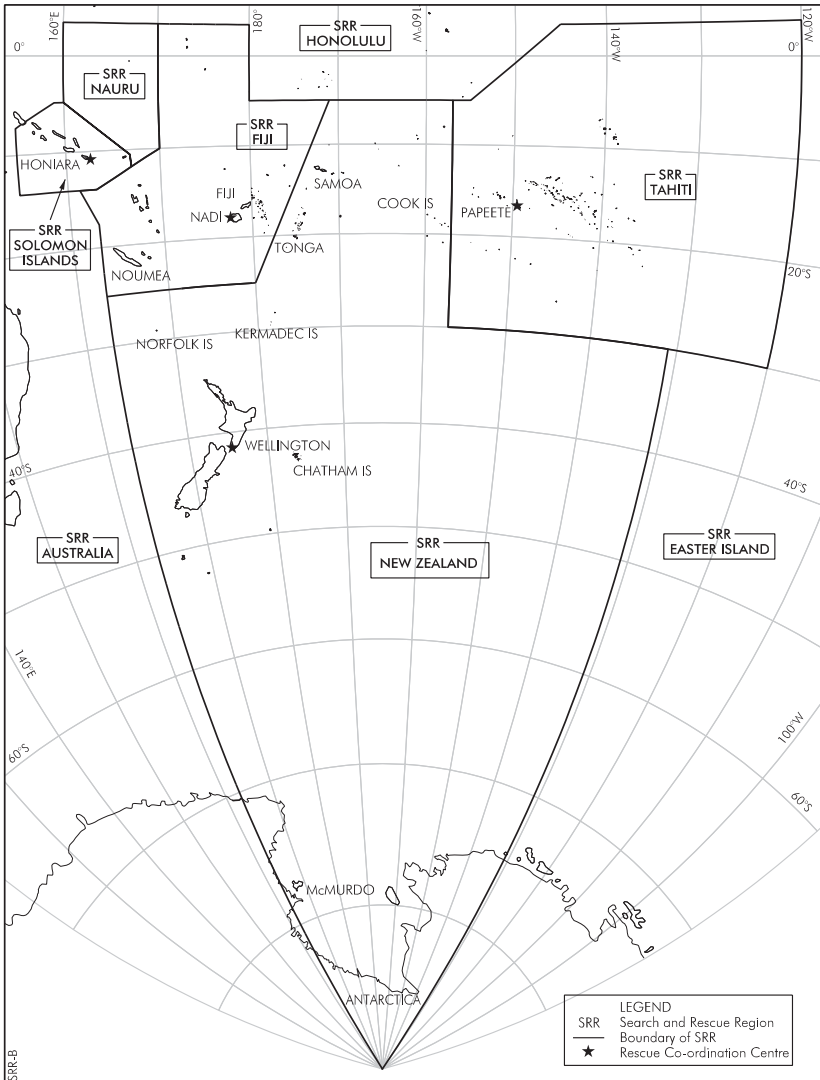 160°E
180°
160°W
140°W
120°W
0°
0°
SRR
HONOLULU
SRR
NAURU
SRR
FIJI
HONIARA
SAMOA
SRR
TAHITI
FIJI
COOK IS
NADI
PAPEETE
SRR
SOLOMON
ISLANDS
TONGA
NOUMEA
20°S
KERMADEC IS
NORFOLK IS
WELLINGTON
CHATHAM IS
40°S
40°S
SRR
AUSTRALIA
SRR
NEW ZEALAND
SRR
EASTER ISLAND
140°E
100°W
60°S
60°S
McMURDO
ANTARCTICA
LEGEND
SRR Search and Rescue Region
Boundary of SRR
★ Rescue Co-ordination Centre
SRR-B